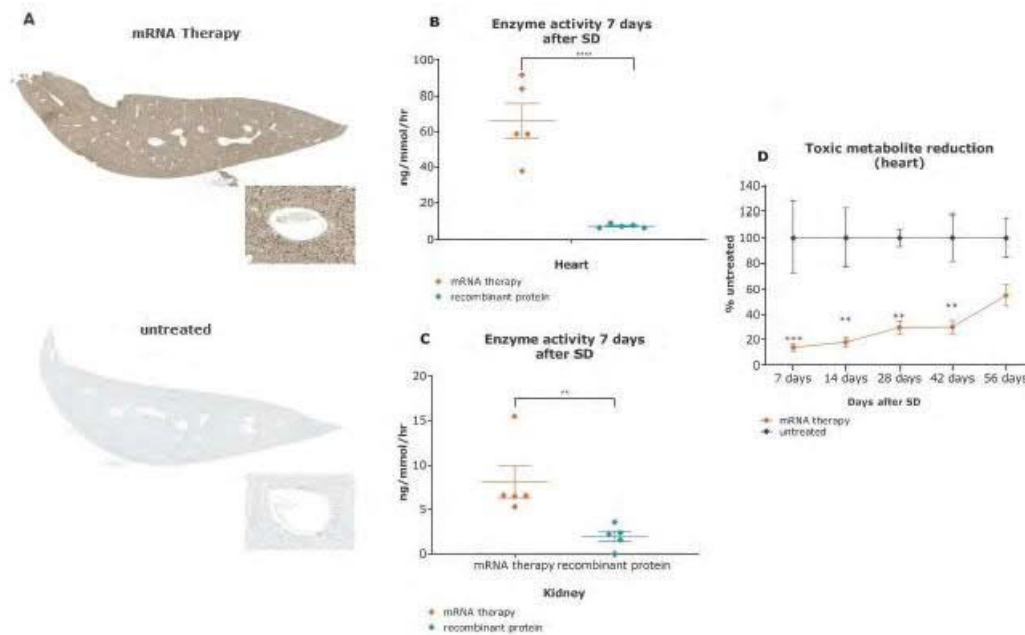 A
mRNA Therapy
untreated
B
Enzyme activity 7 days
after SD
****
ng/mmol/hr
100
80
60
40
20
0
Heart
mRNA therapy
recombinant protein
C
Enzyme activity 7 days
after SD
**
ng/mmol/hr
20
15
10
5
0
mRNA therapy recombinant protein
Kidney
mRNA therapy
recombinant protein
D
Toxic metabolite reduction
(heart)
% untreated
140
120
100
80
60
40
20
0
***
**
**
**
7 days 14 days 28 days 42 days 56 days
Days after SD
mRNA therapy
untreated